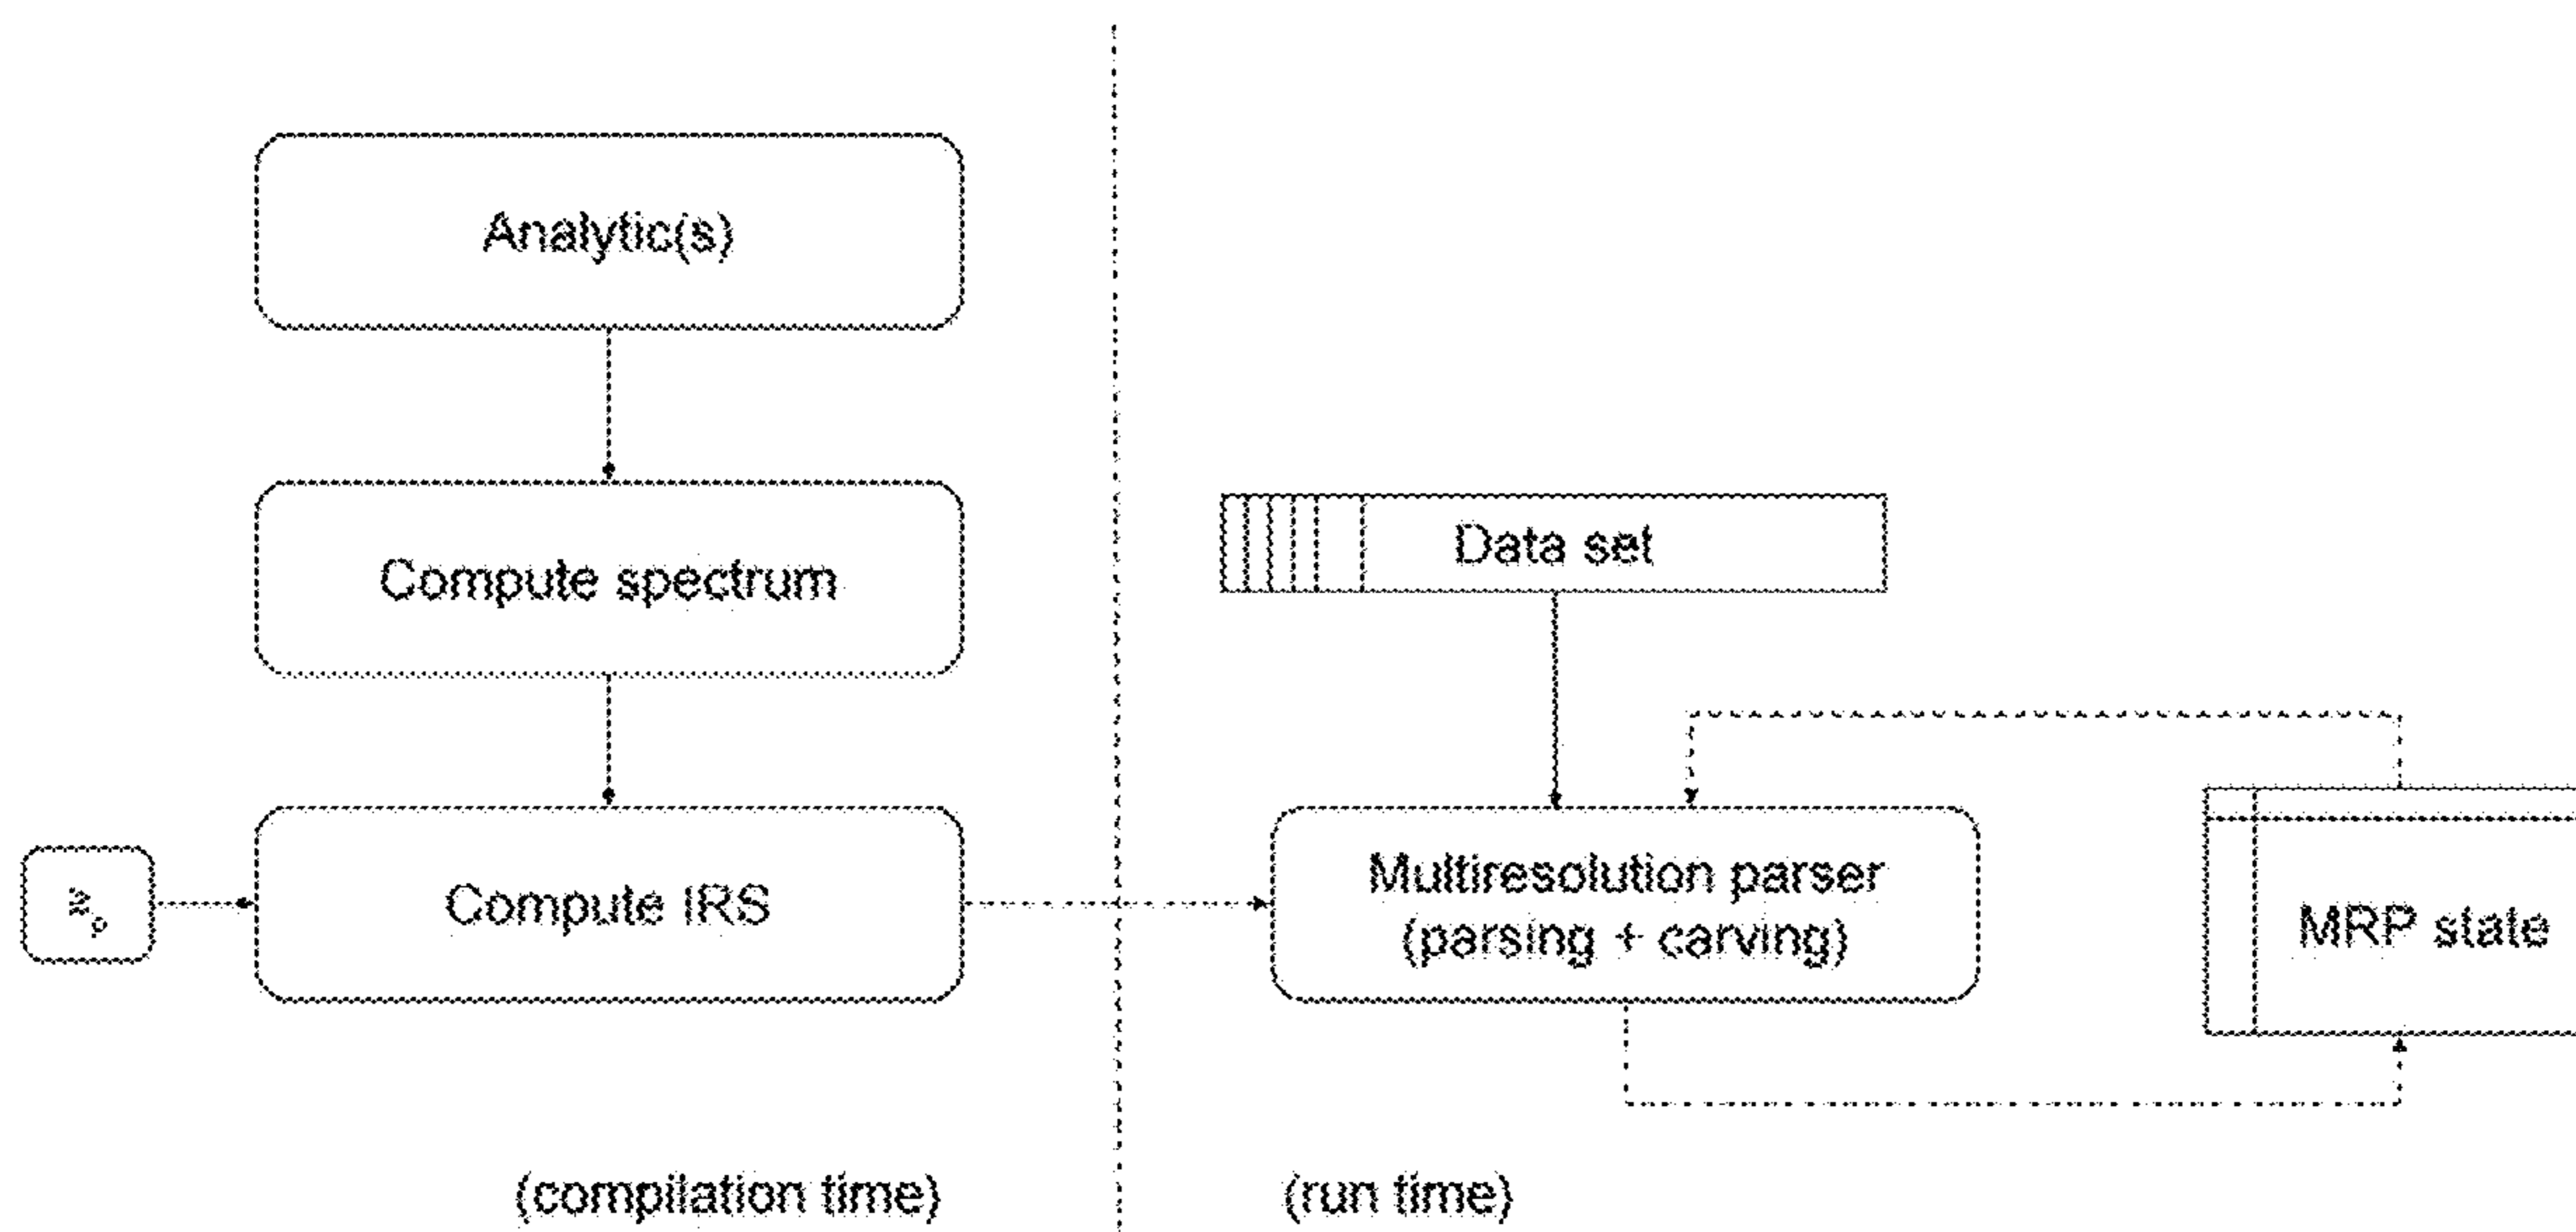 Analytic(s)
Compute spectrum
Compute IRS
(compilation time)
Data set
Multiresolution parser
(parsing + carving)
MRP state
(run time)